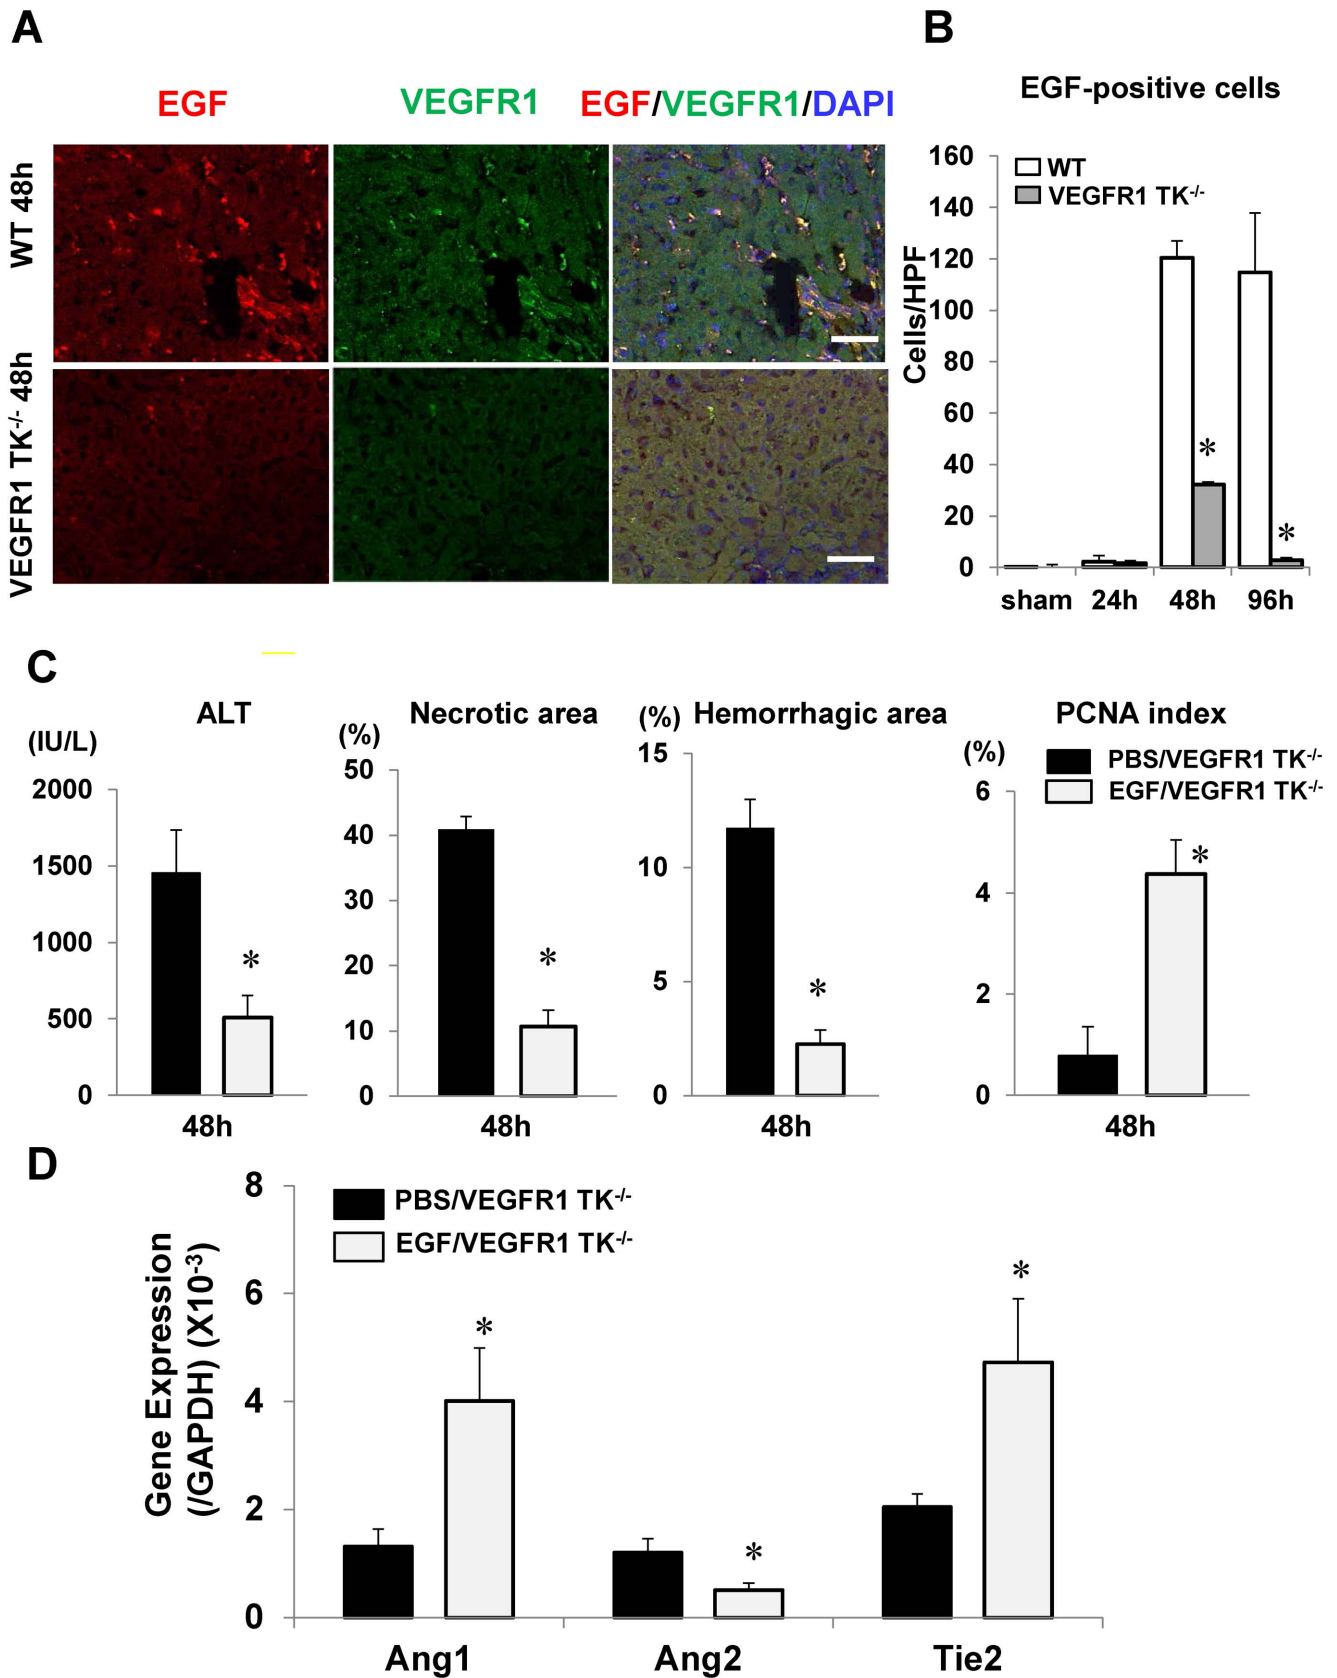 A
EGF
VEGFR1
EGF/VEGFR1/DAPI
WT 48h
VEGFR1 TK-/- 48h
B
EGF-positive cells
WT
VEGFR1 TK-/-
Cells/HPF
160
140
120
100
80
60
40
20
0
*
*
sham 24h 48h 96h
C
ALT
(IU/L)
2000
1500
1000
500
0
*
48h
Necrotic area
(%)
50
40
30
20
10
0
*
48h
Hemorrhagic area
(%)
15
10
5
0
*
48h
PCNA index
(%)
PBS/VEGFR1 TK-/-
EGF/VEGFR1 TK-/-
6
4
2
0
*
48h
D
PBS/VEGFR1 TK-/-
EGF/VEGFR1 TK-/-
Gene Expression
(/GAPDH) (X10-3)
8
6
4
2
0
*
*
*
Ang1 Ang2 Tie2